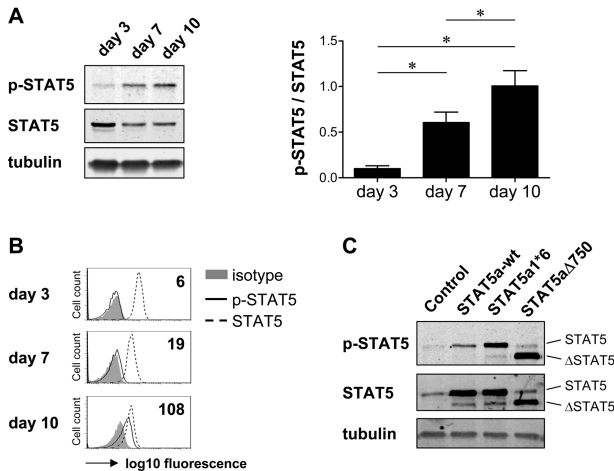 A
day 3
day 7
day 10
p-STAT5
STAT5
tubulin
p-STAT5 / STAT5
1.5
1.0
0.5
0.0
*
*
*
day 3
day 7
day 10
B
day 3
Cell count
6
day 7
Cell count
19
day 10
Cell count
108
log10 fluorescence
isotype
p-STAT5
STAT5
C
Control
STAT5a-wt
STAT5a1*6
STAT5aΔ750
p-STAT5
STAT5
ΔSTAT5
STAT5
STAT5
ΔSTAT5
tubulin